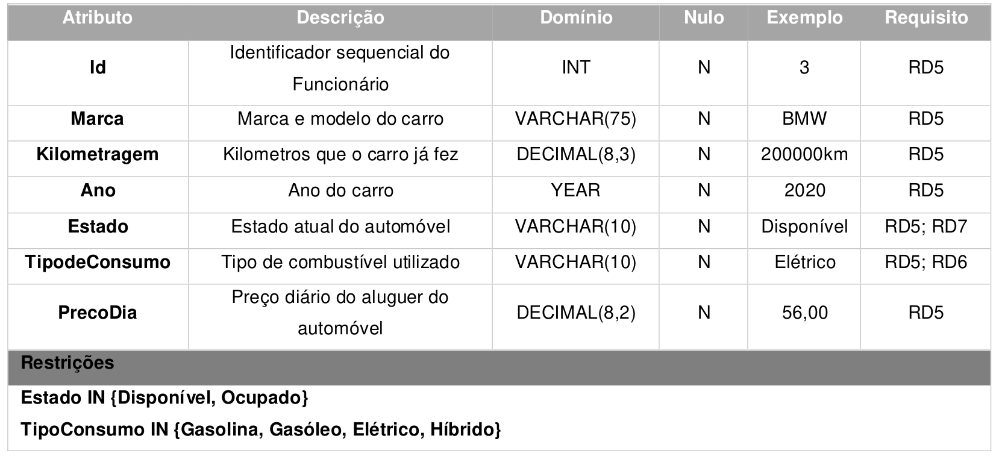 Atributo Descrição Domínio Nulo Exemplo Requisito
Id Identificador sequencial do Funcionário INT N 3 RD5
Marca Marca e modelo do carro VARCHAR(75) N BMW RD5
Kilometragem Kilometros que o carro já fez DECIMAL(8,3) N 200000km RD5
Ano Ano do carro YEAR N 2020 RD5
Estado Estado atual do automóvel VARCHAR(10) N Disponível RD5; RD7
TipodeConsumo Tipo de combustível utilizado VARCHAR(10) N Elétrico RD5; RD6
PrecoDia Preço diário do aluguer do automóvel DECIMAL(8,2) N 56,00 RD5
Restrições
Estado IN {Disponível, Ocupado}
TipoConsumo IN {Gasolina, Gasóleo, Elétrico, Híbrido}